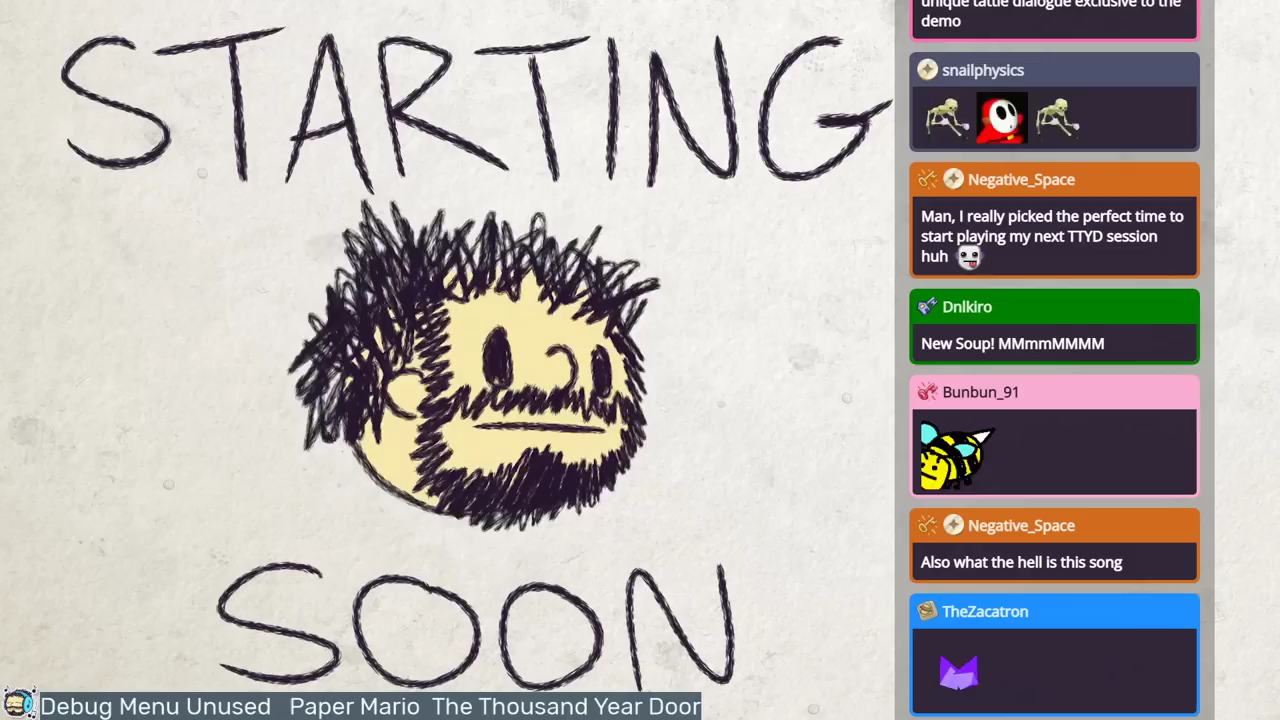 STARTING
SOON
Debug Menu Unused Paper Mario The Thousand Year Door
unique tattle dialogue exclusive to the
demo
snailphysics
Negative_Space
Man, I really picked the perfect time to
start playing my next TTYD session
huh
Dnlkiro
New Soup! MMmmMMMM
Bunbun_91
Negative_Space
Also what the hell is this song
TheZacatron